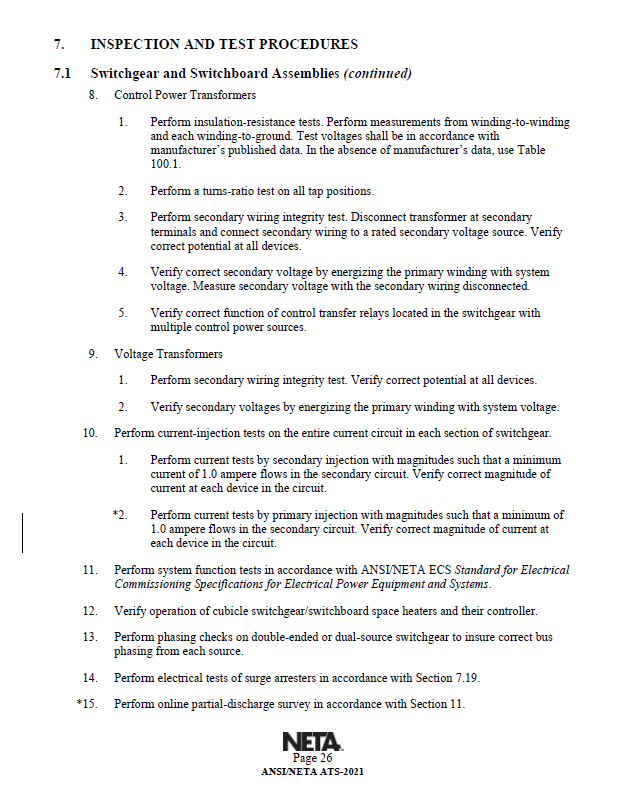 7. INSPECTION AND TEST PROCEDURES
7.1 Switchgear and Switchboard Assemblies (continued)
8. Control Power Transformers
1. Perform insulation-resistance tests. Perform measurements from winding-to-winding
and each winding-to-ground. Test voltages shall be in accordance with
manufacturer's published data. In the absence of manufacturer's data, use Table
100.1.
2. Perform a turns-ratio test on all tap positions.
3. Perform secondary wiring integrity test. Disconnect transformer at secondary
terminals and connect secondary wiring to a rated secondary voltage source. Verify
correct potential at all devices.
4. Verify correct secondary voltage by energizing the primary winding with system
voltage. Measure secondary voltage with the secondary wiring disconnected.
5. Verify correct function of control transfer relays located in the switchgear with
multiple control power sources.
9. Voltage Transformers
1. Perform secondary wiring integrity test. Verify correct potential at all devices.
2. Verify secondary voltages by energizing the primary winding with system voltage.
10. Perform current-injection tests on the entire current circuit in each section of switchgear.
1. Perform current tests by secondary injection with magnitudes such that a minimum
current of 1.0 ampere flows in the secondary circuit. Verify correct magnitude of
current at each device in the circuit.
*2. Perform current tests by primary injection with magnitudes such that a minimum of
1.0 ampere flows in the secondary circuit. Verify correct magnitude of current at
each device in the circuit.
11. Perform system function tests in accordance with ANSI/NETA ECS Standard for Electrical
Commissioning Specifications for Electrical Power Equipment and Systems.
12. Verify operation of cubicle switchgear/switchboard space heaters and their controller.
13. Perform phasing checks on double-ended or dual-source switchgear to insure correct bus
phasing from each source.
14. Perform electrical tests of surge arresters in accordance with Section 7.19.
*15. Perform online partial-discharge survey in accordance with Section 11.
NETA
Page 26
ANSI/NETA ATS-2021